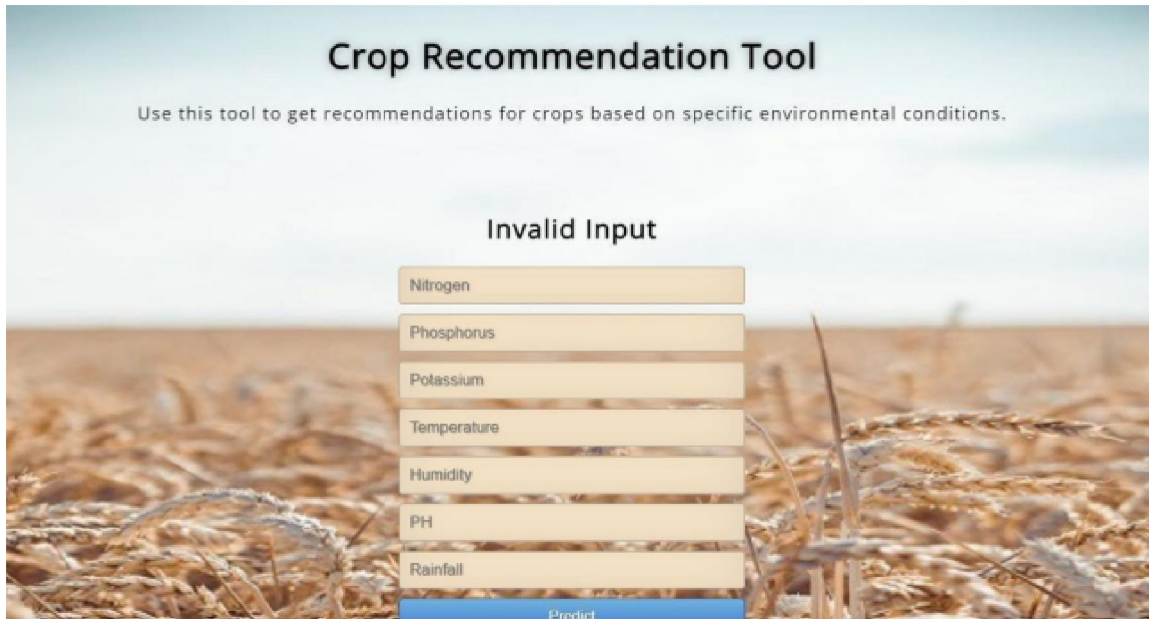 Crop Recommendation Tool
Use this tool to get recommendations for crops based on specific environmental conditions.
Invalid Input
Nitrogen
Phosphorus
Potassium
Temperature
Humidity
PH
Rainfall
Predict